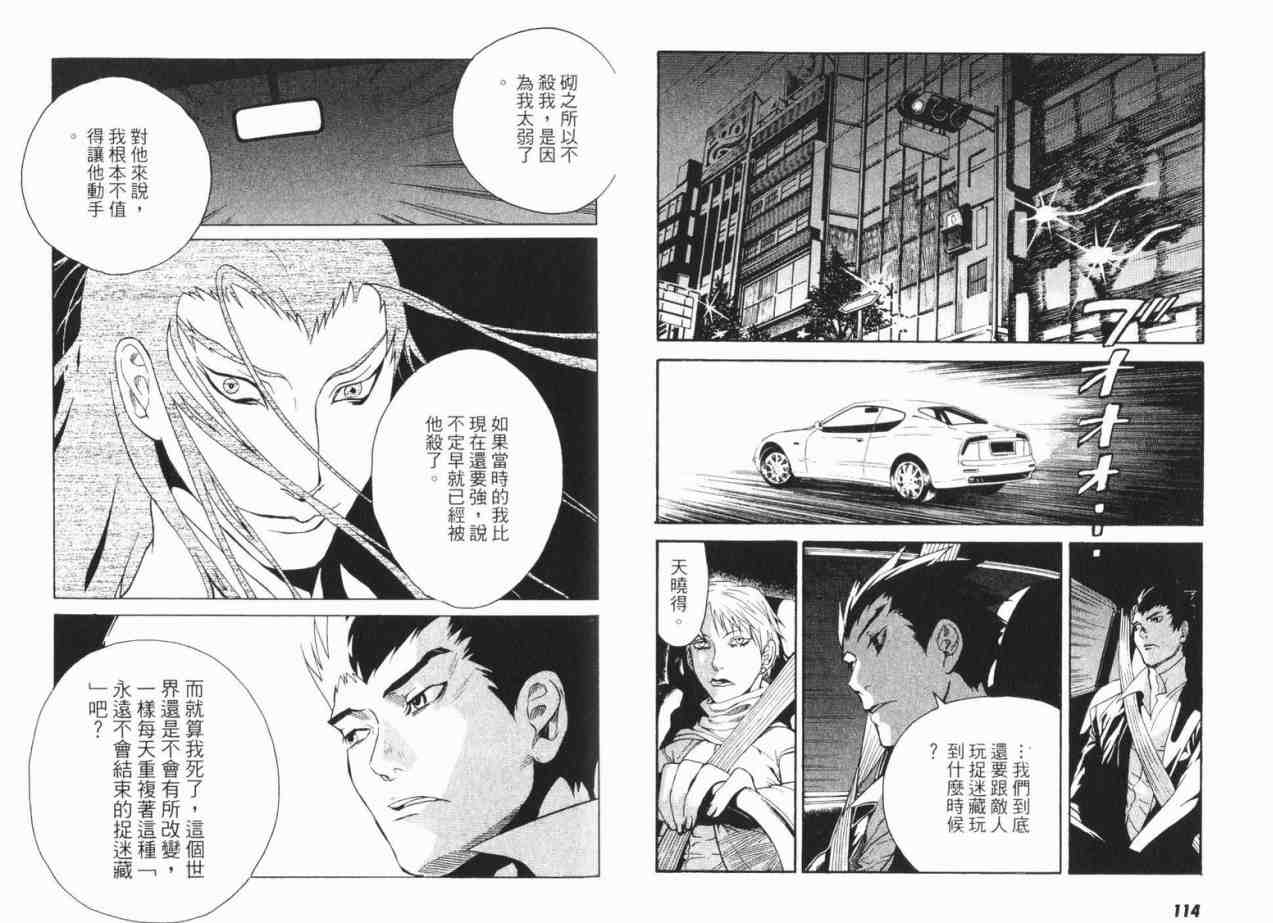 ブオオオ・・
…我們到底
還要跟敵人
玩捉迷藏玩
到什麼時候
？
天曉得。
114
砌之所以不
殺我，是因
為我太弱了
。
對他來說，
我根本不值
得讓他動手
。
如果當時的我比
現在還要強，說
不定早就已經被
他殺了。
而就算我死了，這個世
界還是不會有所改變，
一樣每天重複著這種「
永遠不會結束的捉迷藏
」吧？